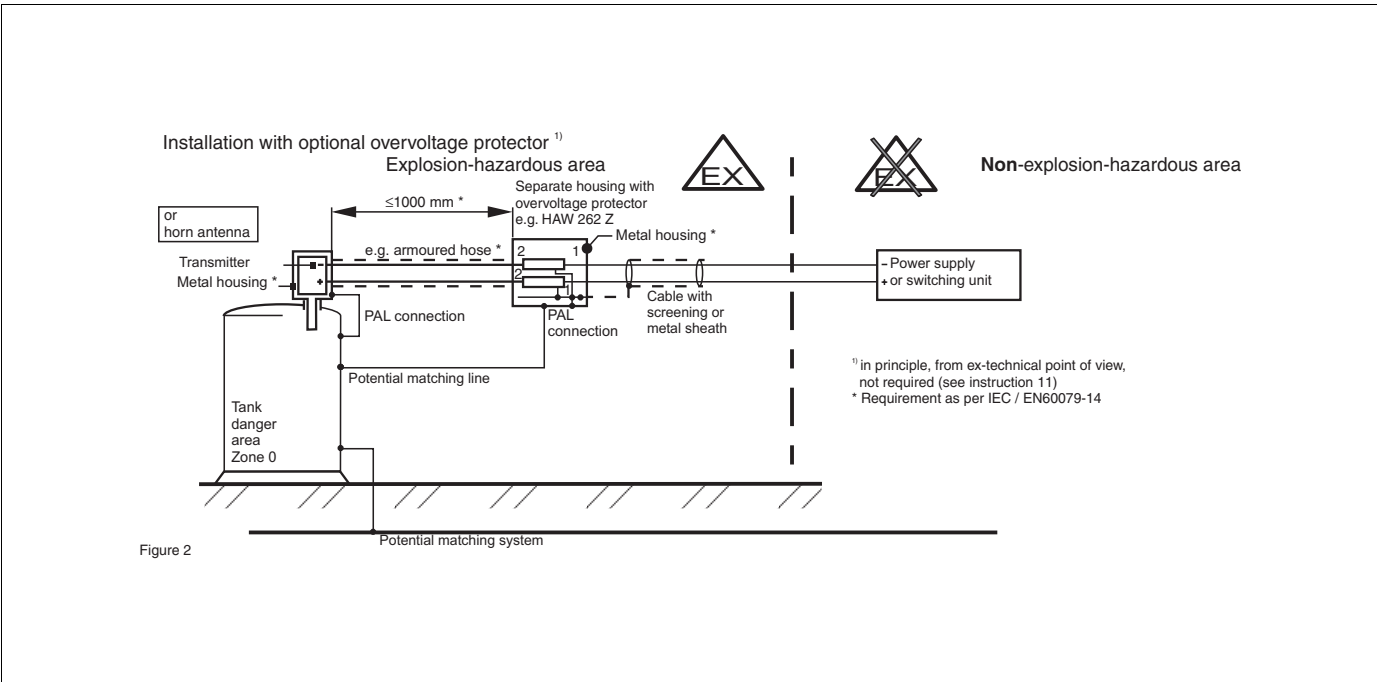 Installation with optional overvoltage protector 1)
Explosion-hazardous area
EX
EX
Non-explosion-hazardous area
Separate housing with
overvoltage protector
e.g. HAW 262 Z
≤1000 mm *
or
horn antenna
Metal housing *
e.g. armoured hose *
2
1
Transmitter
Metal housing *
-
+
2
1
- Power supply
+ or switching unit
Cable with
screening or
metal sheath
PAL connection
PAL
connection
Potential matching line
1) in principle, from ex-technical point of view,
not required (see instruction 11)
* Requirement as per IEC / EN60079-14
Tank
danger
area
Zone 0
Potential matching system
Figure 2